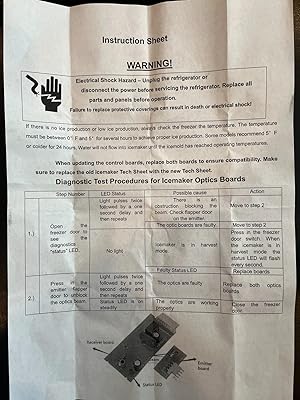 Instruction Sheet
WARNING!
Electrical Shock Hazard – Unplug the refrigerator or
disconnect the power before servicing the refrigerator. Replace all
parts and panels before operation.
Failure to replace protective coverings can result in death or electrical shock!
If there is no ice production or low ice production, always check the freezer the temperature. The temperature
must be between 0° F and 5° for several hours to achieve proper ice production. Some models recommend 5° F
or colder for 24 hours. Water will not flow into icemaker until the icemold has reached operating temperatures.
When updating the control boards, replace both boards to ensure compatibility. Make
sure to replace the old icemaker Tech Sheet with the new Tech Sheet.
Diagnostic Test Procedures for Icemaker Optics Boards
Step Number LED Status Possible cause Action
1.) Open the freezer door to see the diagnostics "status" LED.
Light pulses twice followed by a one second delay and then repeats
There is an obstruction blocking the beam. Check flapper door on the emitter.
Move to step 2
The optic boards are faulty. Move to step 2
No light
Icemaker is in harvest mode.
Press in the freezer door switch. When the icemaker is in harvest mode the status LED will flash every second.
Faulty Status LED Replace boards
2.) Press in the emitter flapper door to unblock the optics beam.
Light pulses twice followed by a one second delay and then repeats
The optics are faulty
Replace both optics boards
Status LED is on steadily
The optics are working properly
Close the freezer door.
Receiver board
Emitter board
Status LED